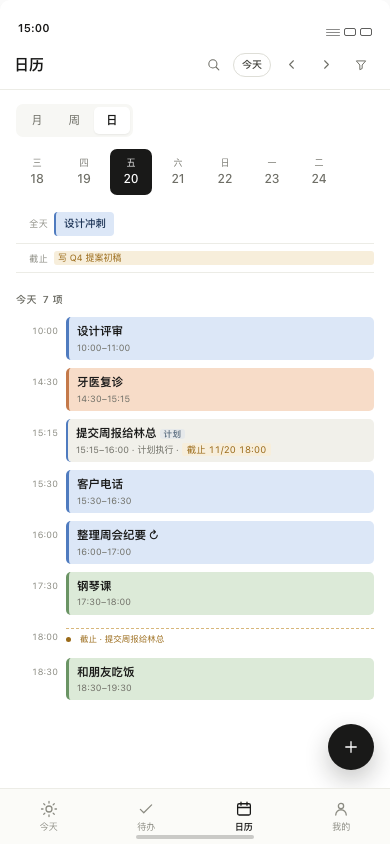 15:00
日历
今天
月 周 日
三 四 五 六 日 一 二
18 19 20 21 22 23 24
全天 设计冲刺
截止 写 Q4 提案初稿
今天 7 项
10:00 设计评审
10:00–11:00
14:30 牙医复诊
14:30–15:15
15:15 提交周报给林总 计划
15:15–16:00 · 计划执行 · 截止 11/20 18:00
15:30 客户电话
15:30–16:30
16:00 整理周会纪要
16:00–17:00
17:30 钢琴课
17:30–18:00
18:00 截止 · 提交周报给林总
18:30 和朋友吃饭
18:30–19:30
今天 待办 日历 我的